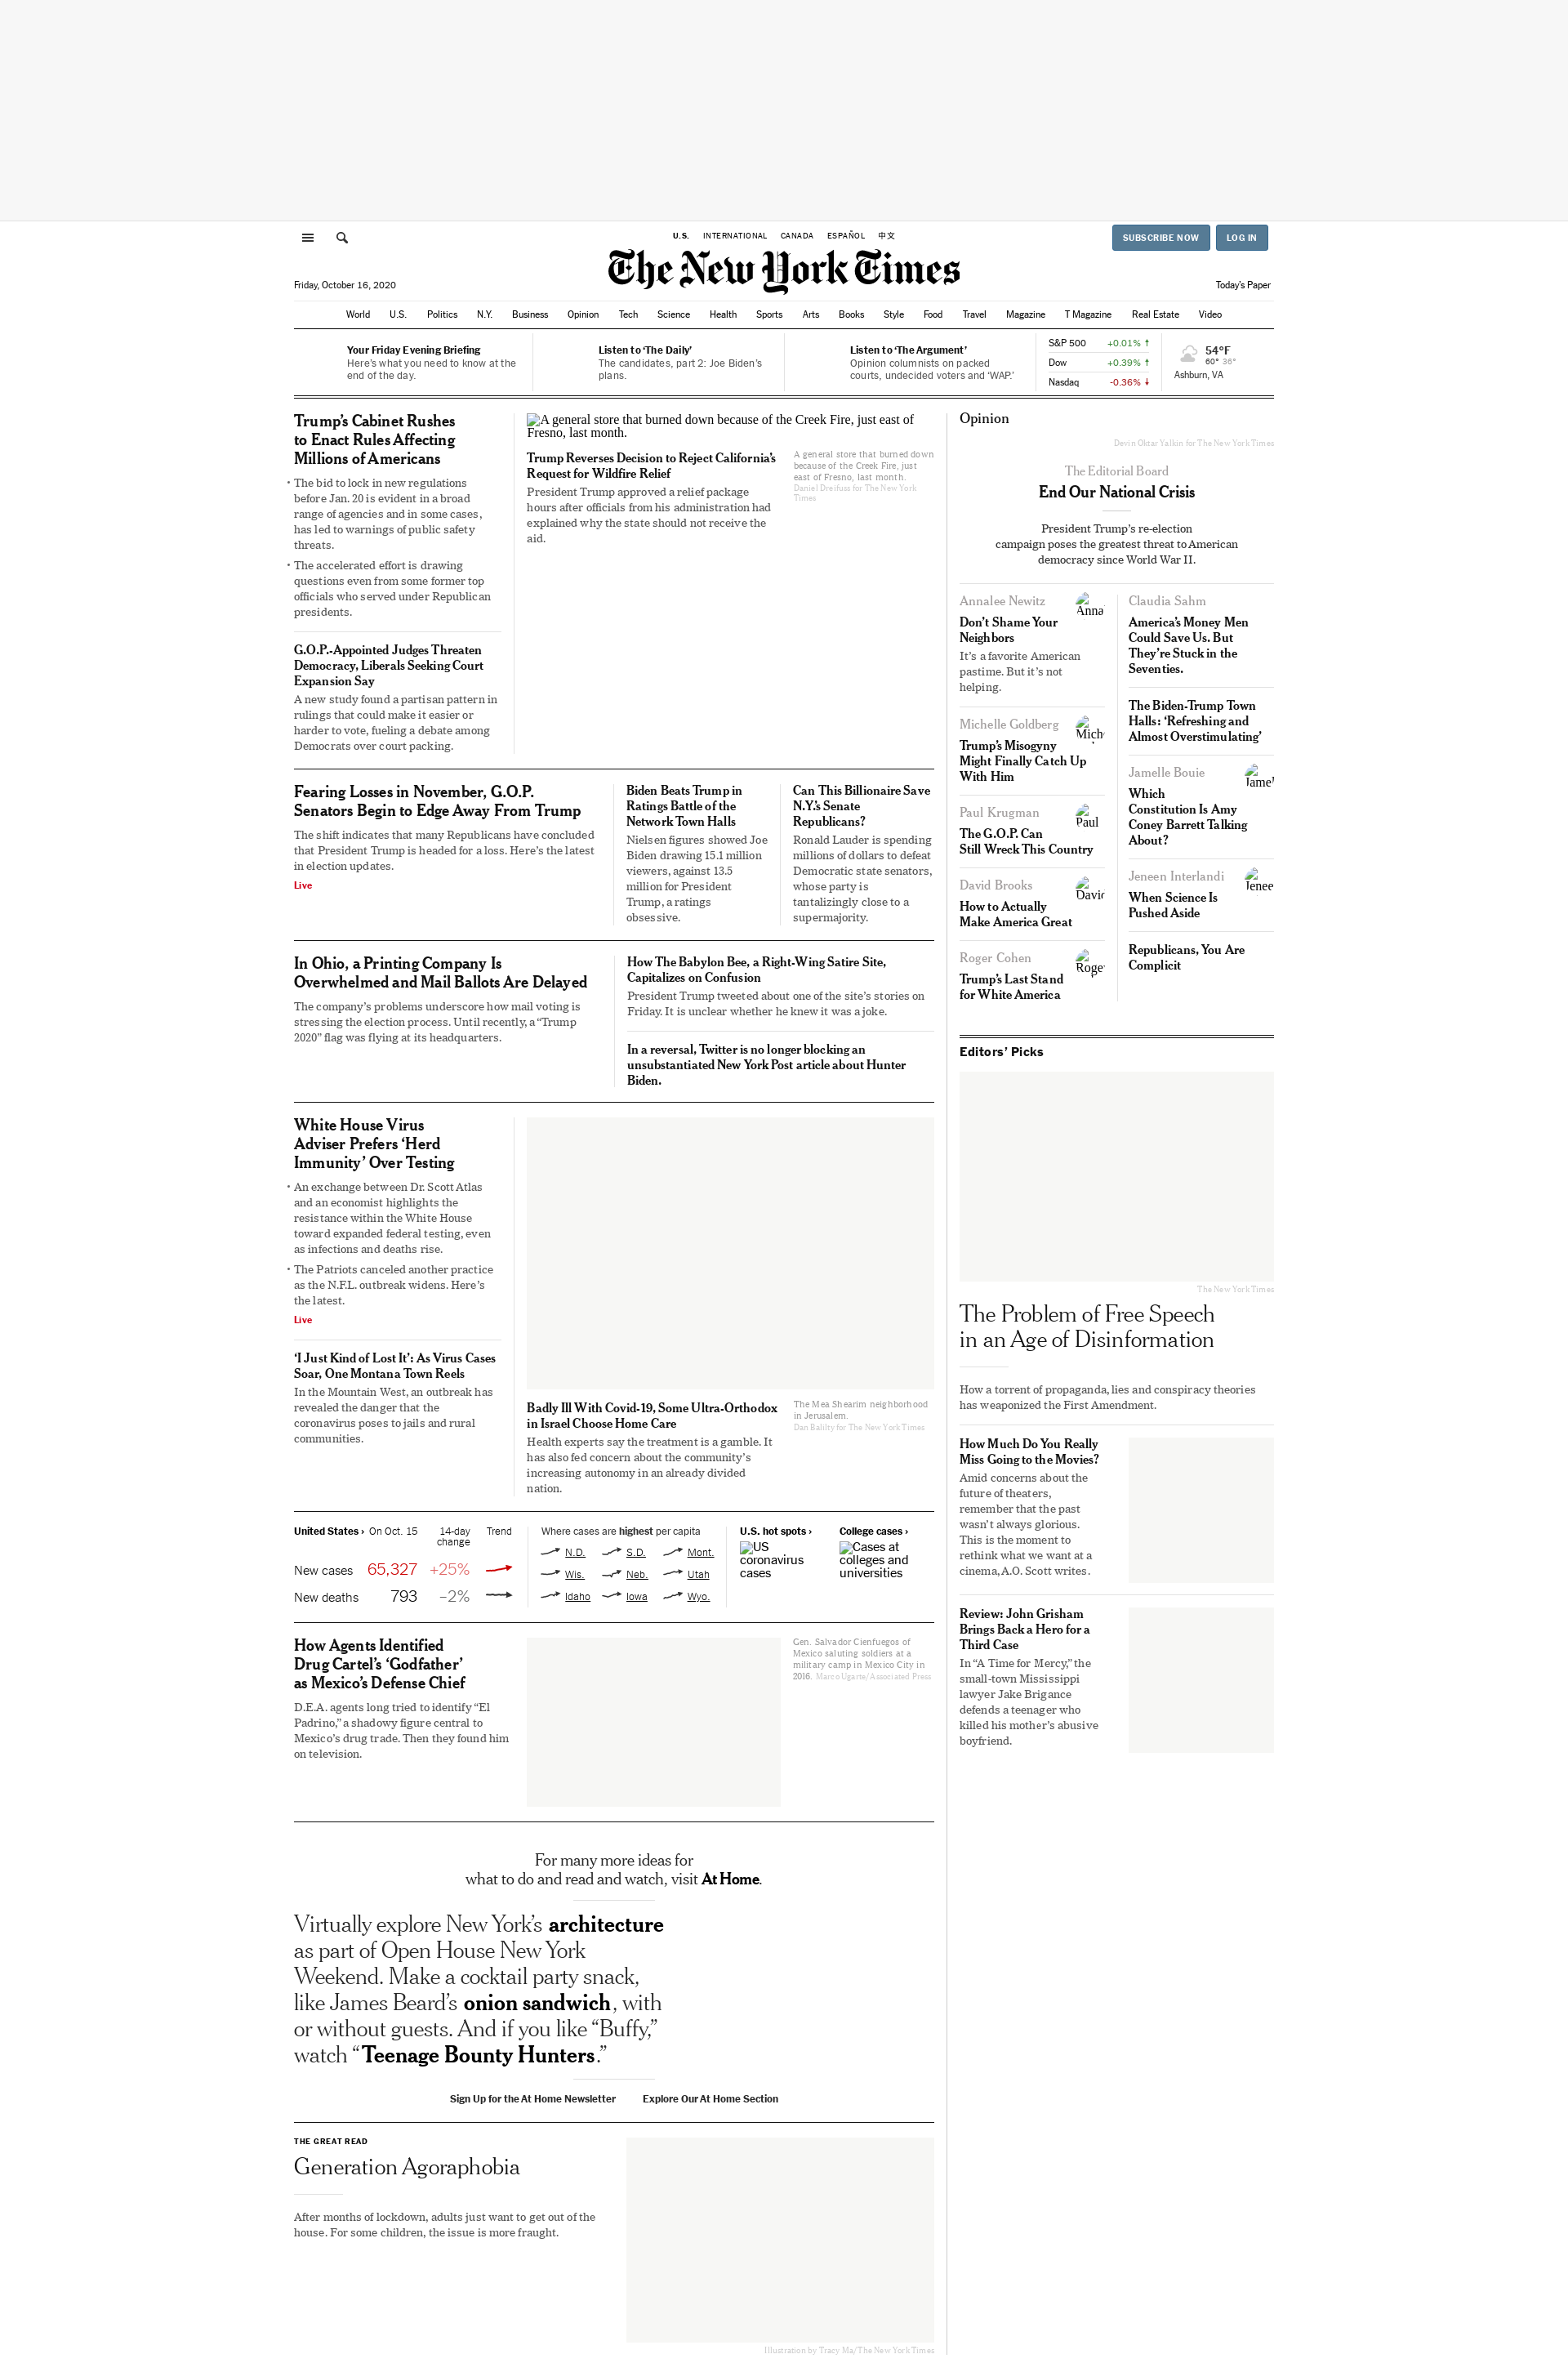 U.S. INTERNATIONAL CANADA ESPAÑOL 中文
SUBSCRIBE NOW LOG IN
The New York Times
Friday, October 16, 2020
Today's Paper
World U.S. Politics N.Y. Business Opinion Tech Science Health Sports Arts Books Style Food Travel Magazine T Magazine Real Estate Video
Your Friday Evening Briefing
Here's what you need to know at the
end of the day.
Listen to 'The Daily'
The candidates, part 2: Joe Biden's
plans.
Listen to 'The Argument'
Opinion columnists on packed
courts, undecided voters and 'WAP.'
S&P 500 +0.01% ↑
Dow +0.39% ↑
Nasdaq -0.36% ↓
54°F
60° 36°
Ashburn, VA
Trump's Cabinet Rushes
to Enact Rules Affecting
Millions of Americans
• The bid to lock in new regulations
before Jan. 20 is evident in a broad
range of agencies and in some cases,
has led to warnings of public safety
threats.
• The accelerated effort is drawing
questions even from some former top
officials who served under Republican
presidents.
G.O.P.-Appointed Judges Threaten
Democracy, Liberals Seeking Court
Expansion Say
A new study found a partisan pattern in
rulings that could make it easier or
harder to vote, fueling a debate among
Democrats over court packing.
A general store that burned down because of the Creek Fire, just east of
Fresno, last month.
Trump Reverses Decision to Reject California's
Request for Wildfire Relief
President Trump approved a relief package
hours after officials from his administration had
explained why the state should not receive the
aid.
A general store that burned down
because of the Creek Fire, just
east of Fresno, last month.
Daniel Dreifuss for The New York
Times
Fearing Losses in November, G.O.P.
Senators Begin to Edge Away From Trump
The shift indicates that many Republicans have concluded
that President Trump is headed for a loss. Here's the latest
in election updates.
Live
Biden Beats Trump in
Ratings Battle of the
Network Town Halls
Nielsen figures showed Joe
Biden drawing 15.1 million
viewers, against 13.5
million for President
Trump, a ratings
obsessive.
Can This Billionaire Save
N.Y.'s Senate
Republicans?
Ronald Lauder is spending
millions of dollars to defeat
Democratic state senators,
whose party is
tantalizingly close to a
supermajority.
In Ohio, a Printing Company Is
Overwhelmed and Mail Ballots Are Delayed
The company's problems underscore how mail voting is
stressing the election process. Until recently, a "Trump
2020" flag was flying at its headquarters.
How The Babylon Bee, a Right-Wing Satire Site,
Capitalizes on Confusion
President Trump tweeted about one of the site's stories on
Friday. It is unclear whether he knew it was a joke.
In a reversal, Twitter is no longer blocking an
unsubstantiated New York Post article about Hunter
Biden.
White House Virus
Adviser Prefers 'Herd
Immunity' Over Testing
• An exchange between Dr. Scott Atlas
and an economist highlights the
resistance within the White House
toward expanded federal testing, even
as infections and deaths rise.
• The Patriots canceled another practice
as the N.F.L. outbreak widens. Here's
the latest.
Live
'I Just Kind of Lost It': As Virus Cases
Soar, One Montana Town Reels
In the Mountain West, an outbreak has
revealed the danger that the
coronavirus poses to jails and rural
communities.
Badly Ill With Covid-19, Some Ultra-Orthodox
in Israel Choose Home Care
Health experts say the treatment is a gamble. It
has also fed concern about the community's
increasing autonomy in an already divided
nation.
The Mea Shearim neighborhood
in Jerusalem.
Dan Balilty for The New York Times
United States › On Oct. 15 14-day change Trend
New cases 65,327 +25%
New deaths 793 –2%
Where cases are highest per capita
N.D. S.D. Mont.
Wis. Neb. Utah
Idaho Iowa Wyo.
U.S. hot spots ›
US
coronavirus
cases
College cases ›
Cases at
colleges and
universities
How Agents Identified
Drug Cartel's 'Godfather'
as Mexico's Defense Chief
D.E.A. agents long tried to identify "El
Padrino," a shadowy figure central to
Mexico's drug trade. Then they found him
on television.
Gen. Salvador Cienfuegos of
Mexico saluting soldiers at a
military camp in Mexico City in
2016. Marco Ugarte/Associated Press
For many more ideas for
what to do and read and watch, visit At Home.
Virtually explore New York's architecture
as part of Open House New York
Weekend. Make a cocktail party snack,
like James Beard's onion sandwich, with
or without guests. And if you like "Buffy,"
watch "Teenage Bounty Hunters."
Sign Up for the At Home Newsletter Explore Our At Home Section
THE GREAT READ
Generation Agoraphobia
After months of lockdown, adults just want to get out of the
house. For some children, the issue is more fraught.
Illustration by Tracy Ma/The New York Times
Opinion
Devin Oktar Yalkin for The New York Times
The Editorial Board
End Our National Crisis
President Trump's re-election
campaign poses the greatest threat to American
democracy since World War II.
Annalee Newitz
Anna
Don't Shame Your
Neighbors
It's a favorite American
pastime. But it's not
helping.
Michelle Goldberg
Trump's Misogyny
Might Finally Catch Up
With Him
Paul Krugman
Paul
The G.O.P. Can
Still Wreck This Country
David Brooks
How to Actually
Make America Great
Roger Cohen
Trump's Last Stand
for White America
Claudia Sahm
America's Money Men
Could Save Us. But
They're Stuck in the
Seventies.
The Biden-Trump Town
Halls: 'Refreshing and
Almost Overstimulating'
Jamelle Bouie
Which
Constitution Is Amy
Coney Barrett Talking
About?
Jeneen Interlandi
When Science Is
Pushed Aside
Republicans, You Are
Complicit
Editors' Picks
The New York Times
The Problem of Free Speech
in an Age of Disinformation
How a torrent of propaganda, lies and conspiracy theories
has weaponized the First Amendment.
How Much Do You Really
Miss Going to the Movies?
Amid concerns about the
future of theaters,
remember that the past
wasn't always glorious.
This is the moment to
rethink what we want at a
cinema, A.O. Scott writes.
Review: John Grisham
Brings Back a Hero for a
Third Case
In "A Time for Mercy," the
small-town Mississippi
lawyer Jake Brigance
defends a teenager who
killed his mother's abusive
boyfriend.